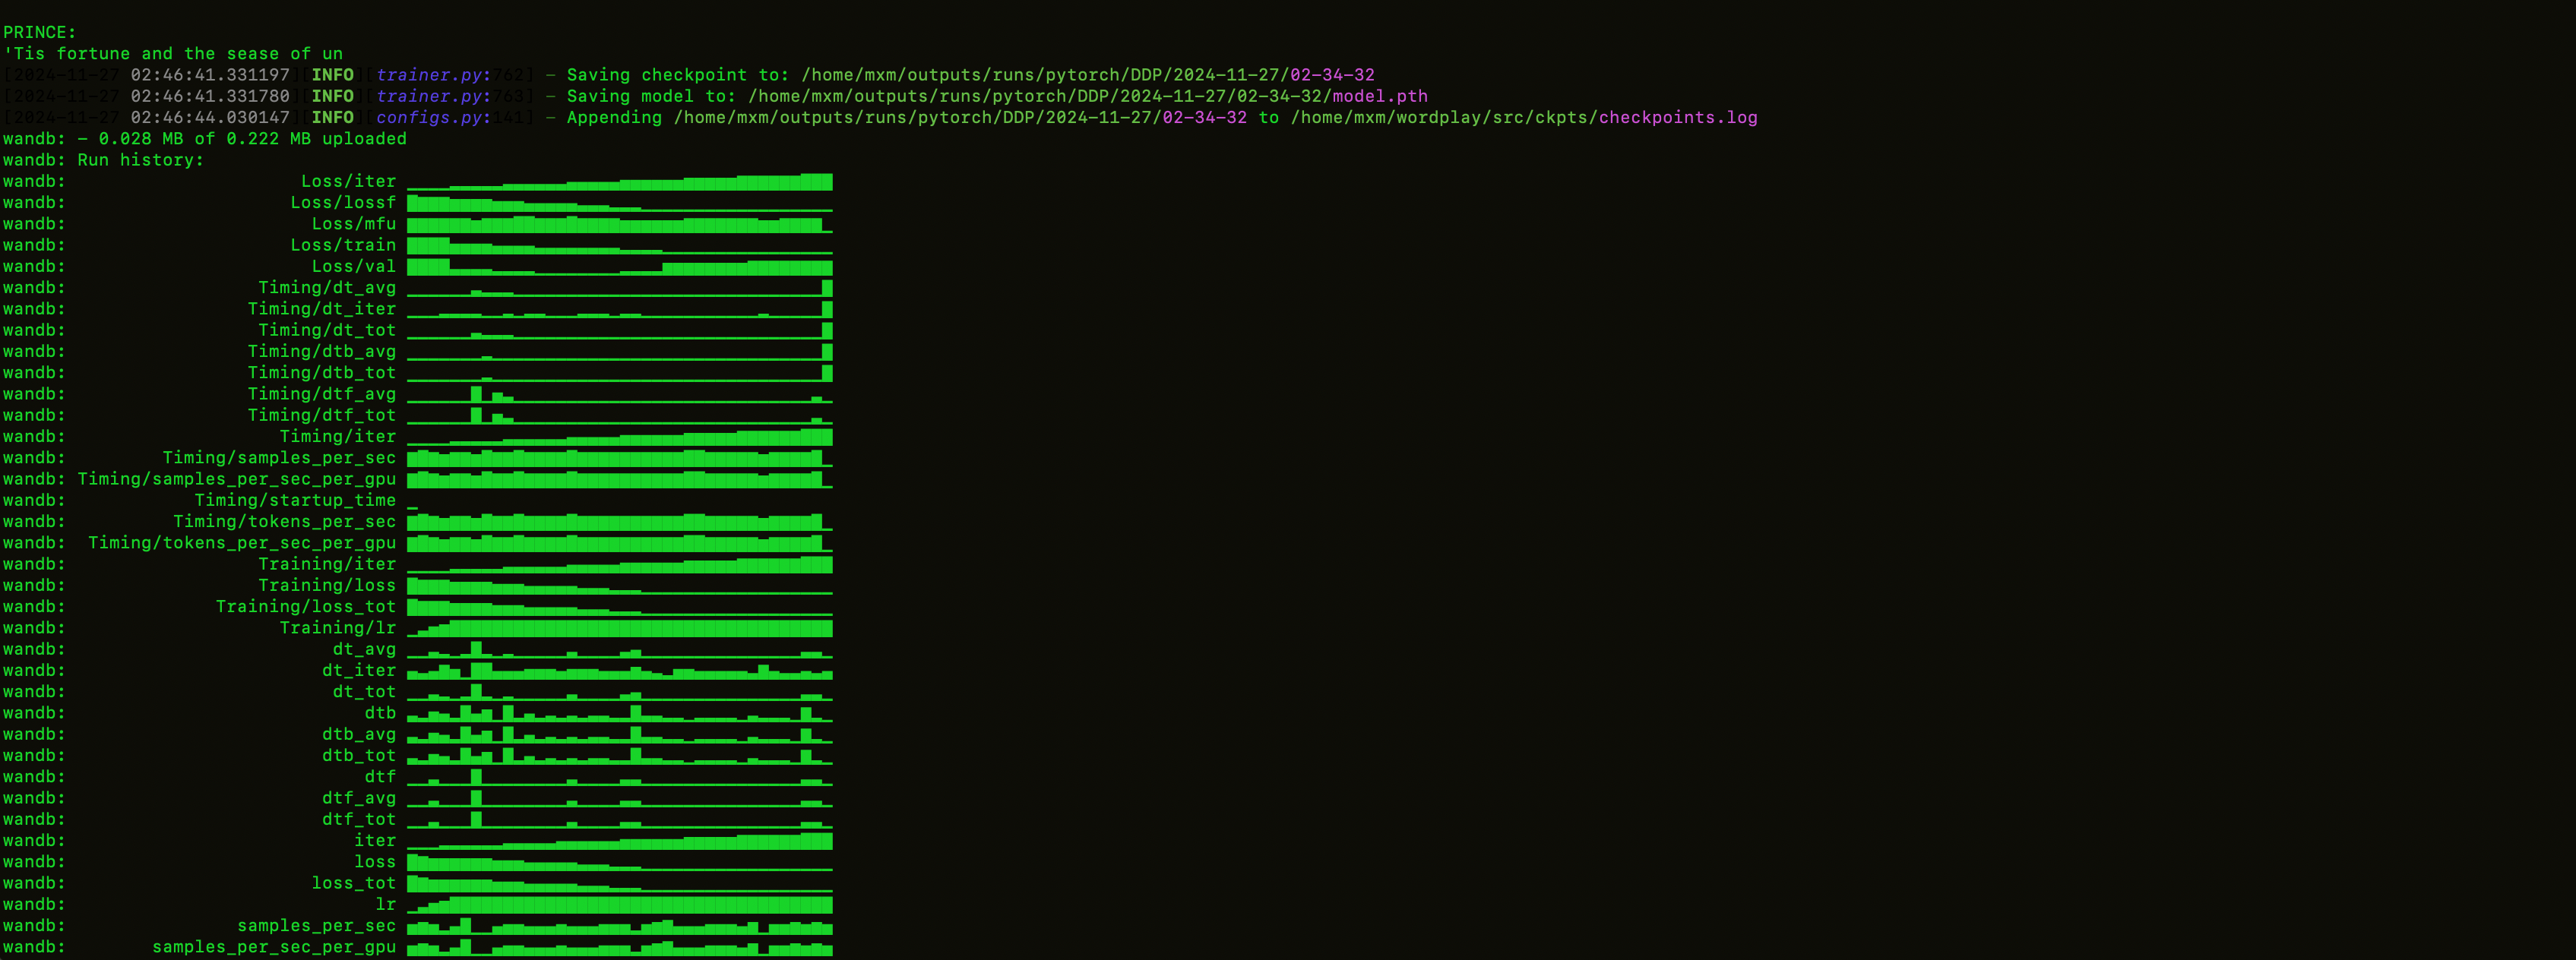 PRINCE:
'Tis fortune and the sease of un
[2024-11-27 02:46:41.331197][INFO][trainer.py:762] - Saving checkpoint to: /home/mxm/outputs/runs/pytorch/DDP/2024-11-27/02-34-32
[2024-11-27 02:46:41.331780][INFO][trainer.py:763] - Saving model to: /home/mxm/outputs/runs/pytorch/DDP/2024-11-27/02-34-32/model.pth
[2024-11-27 02:46:44.030147][INFO][configs.py:141] - Appending /home/mxm/outputs/runs/pytorch/DDP/2024-11-27/02-34-32 to /home/mxm/wordplay/src/ckpts/checkpoints.log
wandb: - 0.028 MB of 0.222 MB uploaded
wandb: Run history:
wandb: Loss/iter
wandb: Loss/lossf
wandb: Loss/mfu
wandb: Loss/train
wandb: Loss/val
wandb: Timing/dt_avg
wandb: Timing/dt_iter
wandb: Timing/dt_tot
wandb: Timing/dtb_avg
wandb: Timing/dtb_tot
wandb: Timing/dtf_avg
wandb: Timing/dtf_tot
wandb: Timing/iter
wandb: Timing/samples_per_sec
wandb: Timing/samples_per_sec_per_gpu
wandb: Timing/startup_time
wandb: Timing/tokens_per_sec
wandb: Timing/tokens_per_sec_per_gpu
wandb: Training/iter
wandb: Training/loss
wandb: Training/loss_tot
wandb: Training/lr
wandb: dt_avg
wandb: dt_iter
wandb: dt_tot
wandb: dtb
wandb: dtb_avg
wandb: dtb_tot
wandb: dtf
wandb: dtf_avg
wandb: dtf_tot
wandb: iter
wandb: loss
wandb: loss_tot
wandb: lr
wandb: samples_per_sec
wandb: samples_per_sec_per_gpu